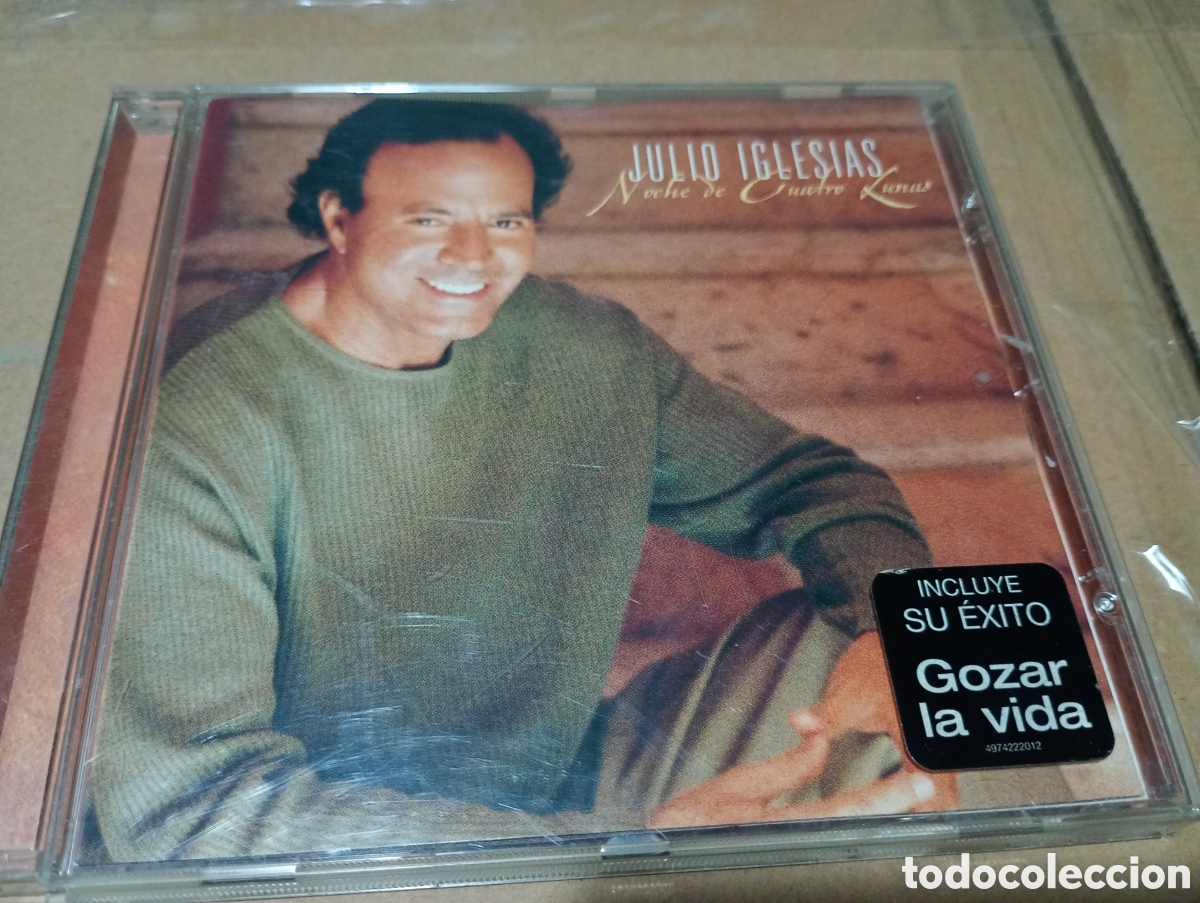 JULIO IGLESIAS
Noche de Cuatro Lunas
INCLUYE
SU ÉXITO
Gozar
la vida
4974222012
todocoleccion